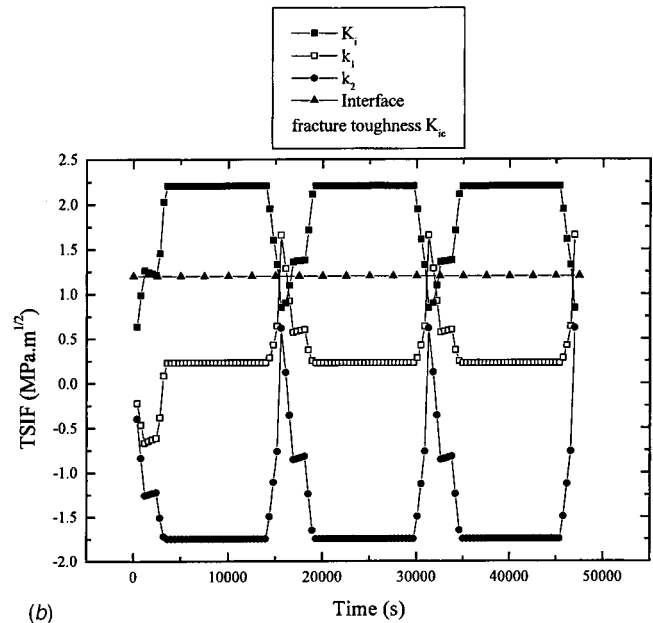 K_i
k_1
k_2
Interface
fracture toughness K_ic
2.5
2.0
1.5
1.0
0.5
0.0
-0.5
-1.0
-1.5
-2.0
TSIF (MPa.m^1/2)
0 10000 20000 30000 40000 50000
(b) Time (s)